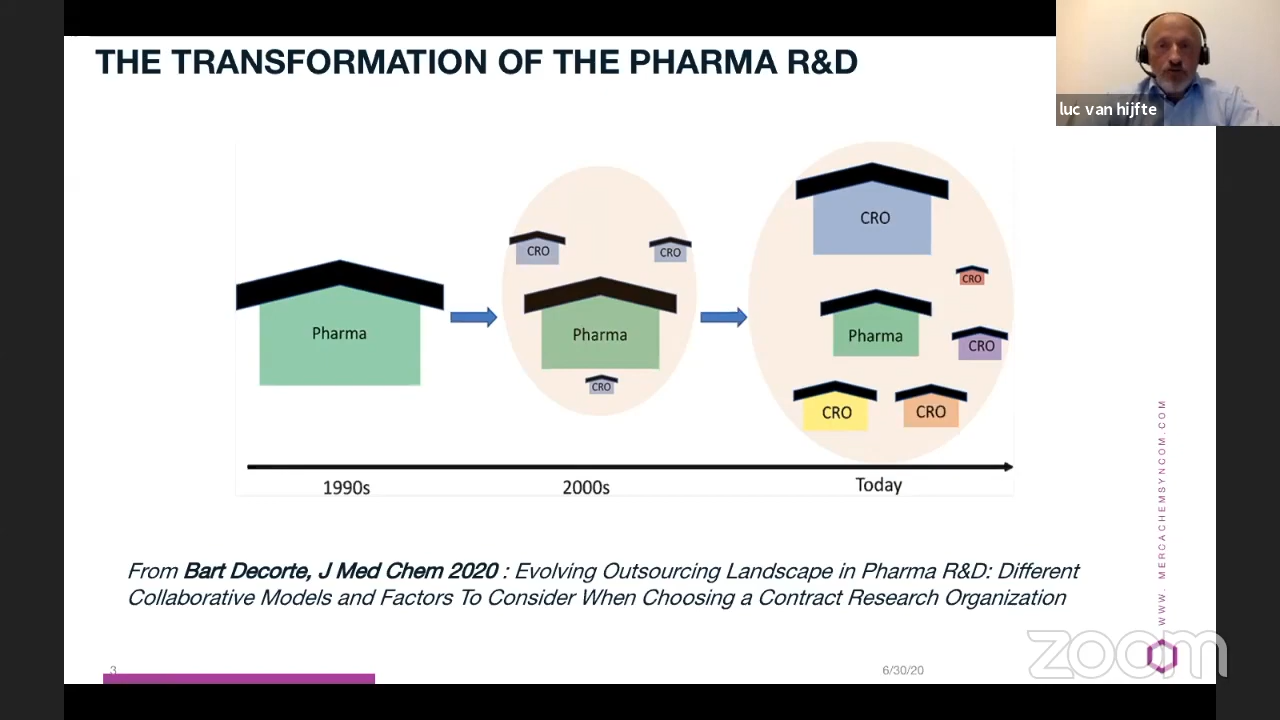 THE TRANSFORMATION OF THE PHARMA R&D
luc van hijfte
Pharma
CRO
CRO
Pharma
CRO
CRO
CRO
Pharma
CRO
CRO
CRO
1990s
2000s
Today
From Bart Decorte, J Med Chem 2020 : Evolving Outsourcing Landscape in Pharma R&D: Different
Collaborative Models and Factors To Consider When Choosing a Contract Research Organization
WWW. MERCACHEMSYNCOM.COM
3
6/30/20
zoom